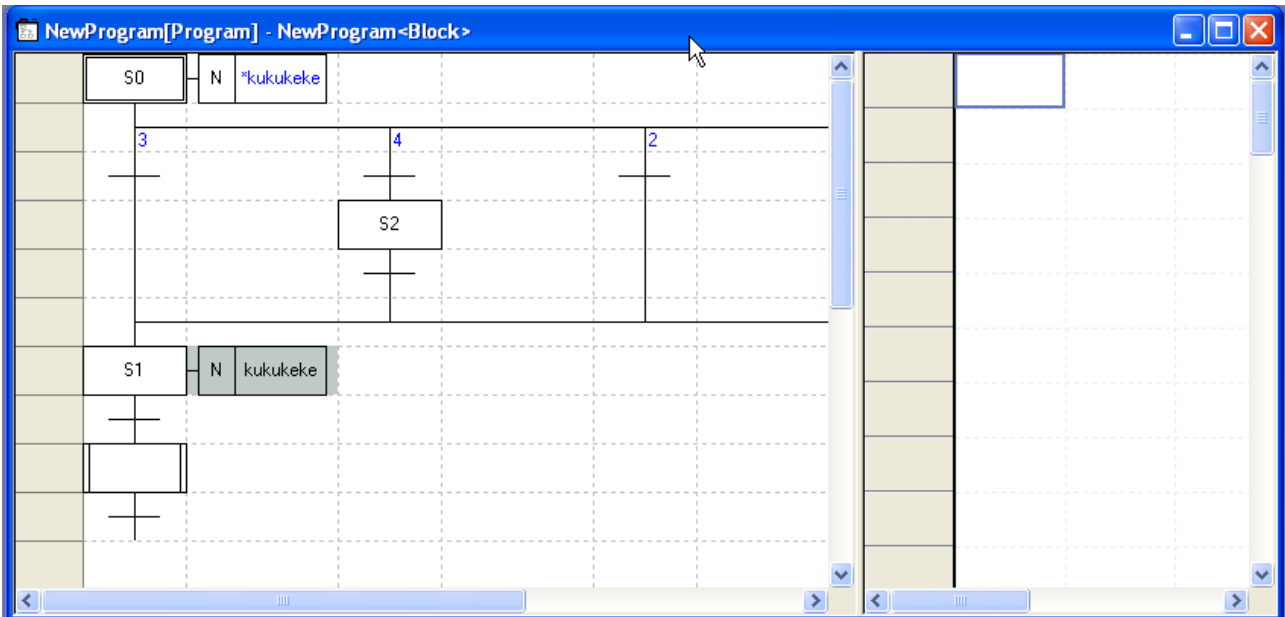 NewProgram[Program] - NewProgram<Block>
S0 N *kukukeke
3 4 2
S2
S1 N kukukeke